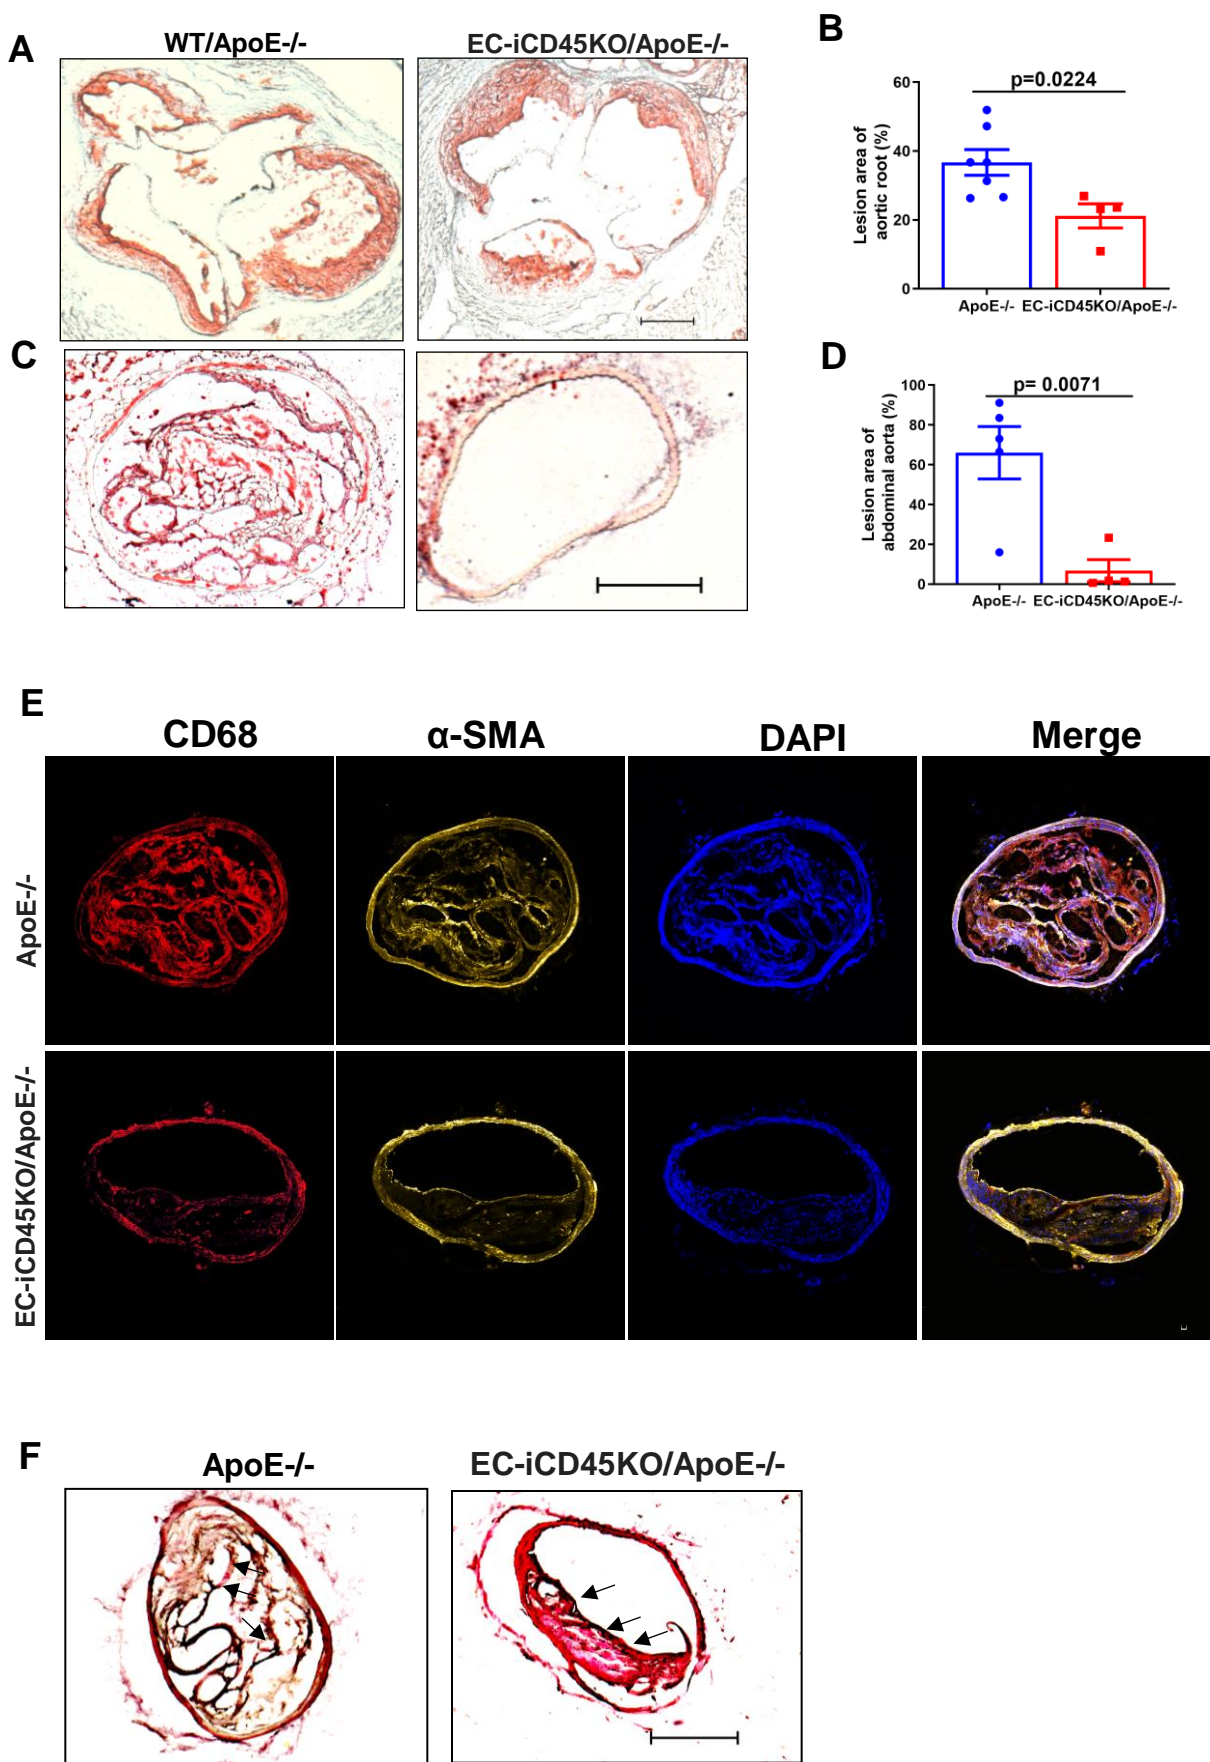 A
WT/ApoE-/-
EC-iCD45KO/ApoE-/-
B
Lesion area of
aortic root (%)
60
40
20
0
p=0.0224
ApoE-/-
EC-iCD45KO/ApoE-/-
C
D
Lesion area of
abdominal aorta (%)
100
80
60
40
20
0
p= 0.0071
ApoE-/-
EC-iCD45KO/ApoE-/-
E
CD68
α-SMA
DAPI
Merge
ApoE-/-
EC-iCD45KO/ApoE-/-
F
ApoE-/-
EC-iCD45KO/ApoE-/-